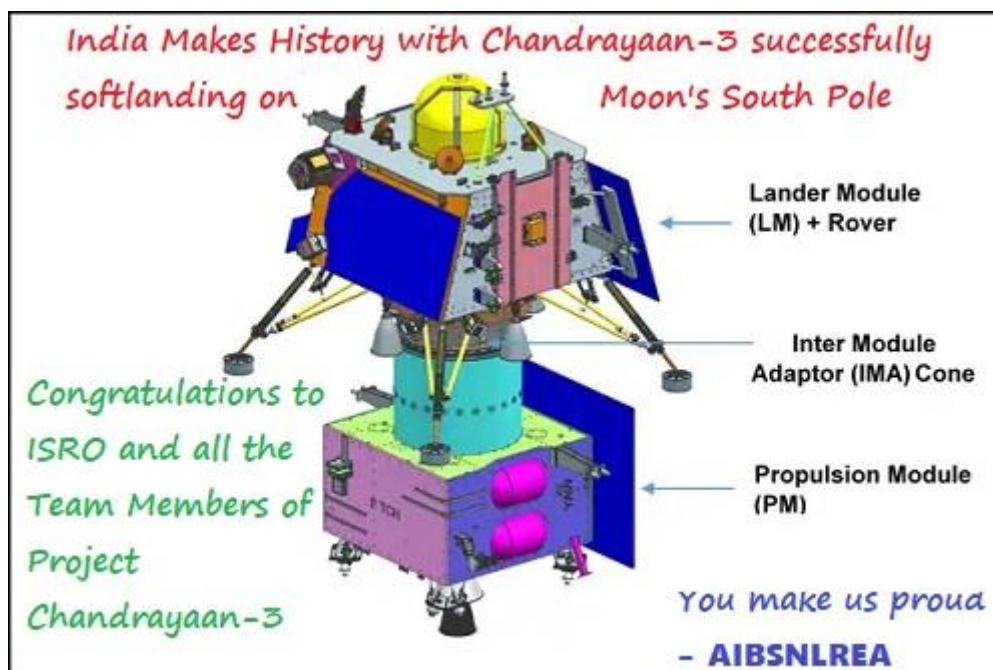 India Makes History with Chandrayaan-3 successfully
softlanding on Moon's South Pole
Lander Module
(LM) + Rover
Inter Module
Adaptor (IMA) Cone
Congratulations to
ISRO and all the
Team Members of
Project
Chandrayaan-3
Propulsion Module
(PM)
You make us proud
- AIBSNLREA